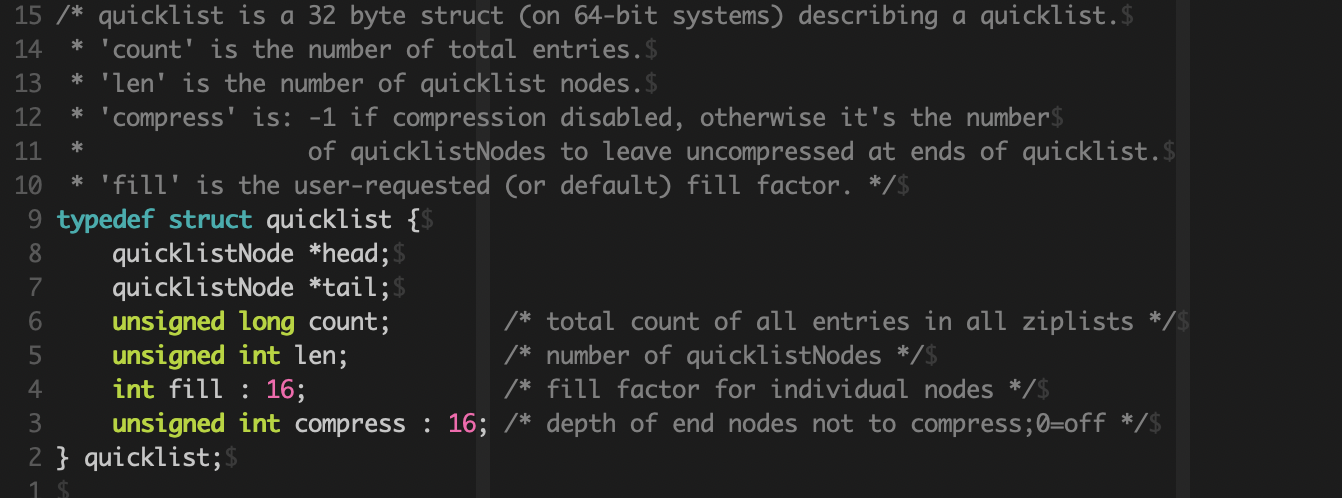 15 /* quicklist is a 32 byte struct (on 64-bit systems) describing a quicklist.$
14  * 'count' is the number of total entries.$
13  * 'len' is the number of quicklist nodes.$
12  * 'compress' is: -1 if compression disabled, otherwise it's the number$
11  *                of quicklistNodes to leave uncompressed at ends of quicklist.$
10  * 'fill' is the user-requested (or default) fill factor. */$
 9 typedef struct quicklist {$
 8     quicklistNode *head;$
 7     quicklistNode *tail;$
 6     unsigned long count;        /* total count of all entries in all ziplists */$
 5     unsigned int len;           /* number of quicklistNodes */$
 4     int fill : 16;              /* fill factor for individual nodes */$
 3     unsigned int compress : 16; /* depth of end nodes not to compress;0=off */$
 2 } quicklist;$
 1 $